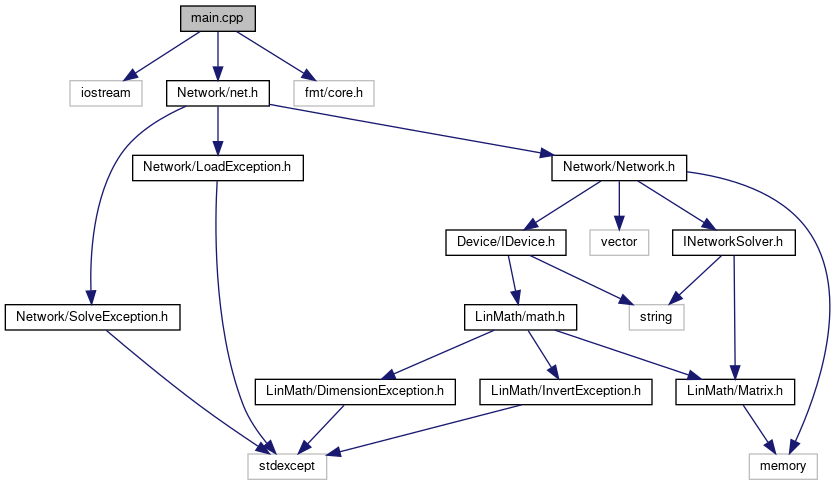 main.cpp
iostream
Network/net.h
fmt/core.h
Network/LoadException.h
Network/Network.h
Device/IDevice.h
vector
INetworkSolver.h
Network/SolveException.h
LinMath/math.h
string
LinMath/DimensionException.h
LinMath/InvertException.h
LinMath/Matrix.h
stdexcept
memory